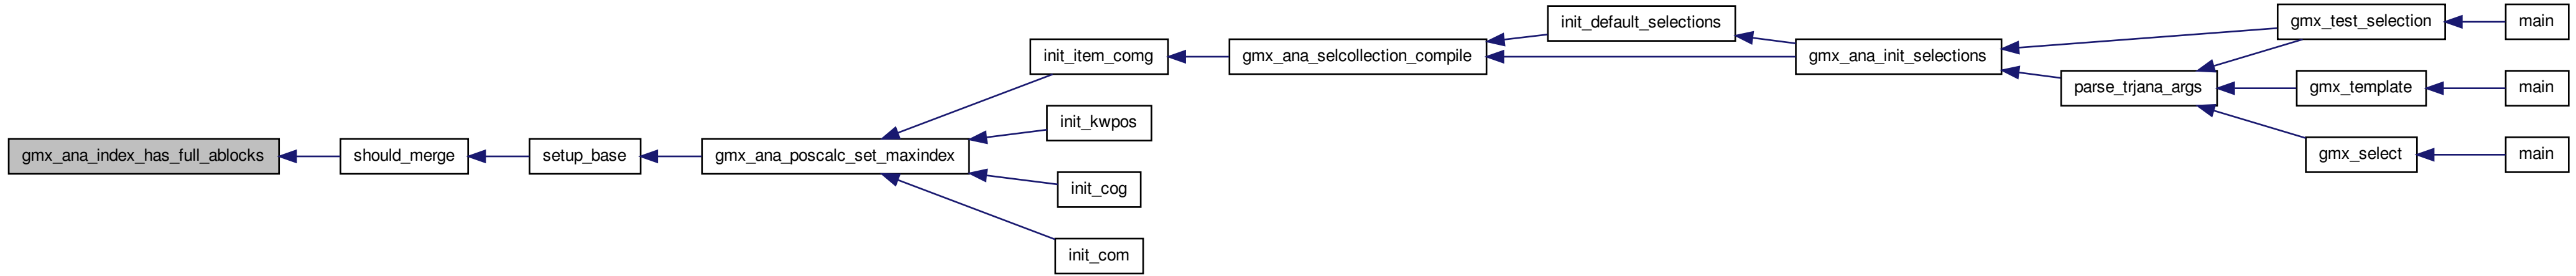 gmx_ana_index_has_full_ablocks
should_merge
setup_base
gmx_ana_poscalc_set_maxindex
init_item_comg
init_kwpos
init_cog
init_com
gmx_ana_selcollection_compile
init_default_selections
gmx_ana_init_selections
gmx_test_selection
parse_trjana_args
gmx_template
gmx_select
main
main
main